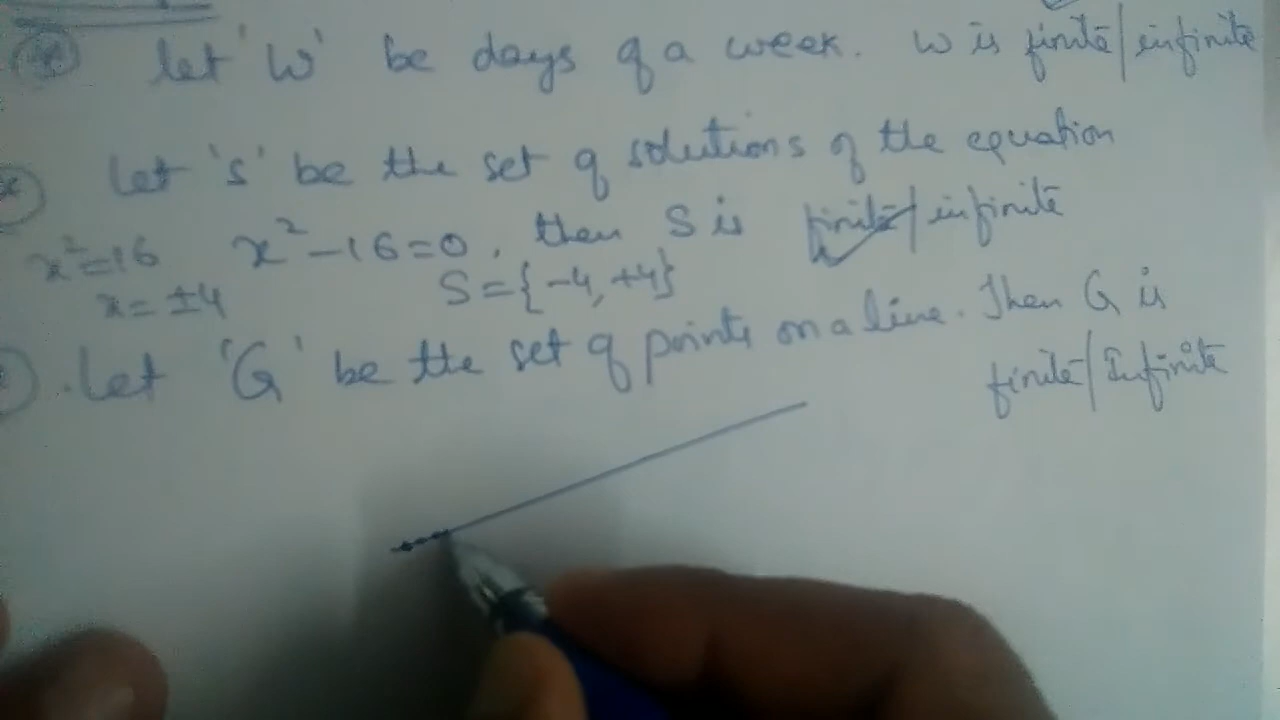 let 'W' be days of a week. W is finite/infinite
Let 's' be the set of solutions of the equation
x²=16 x²-16=0, then S is finite/infinite
x=±4 S={-4,+4}
Let 'G' be the set of points on a line. Then G is
finite/Infinite